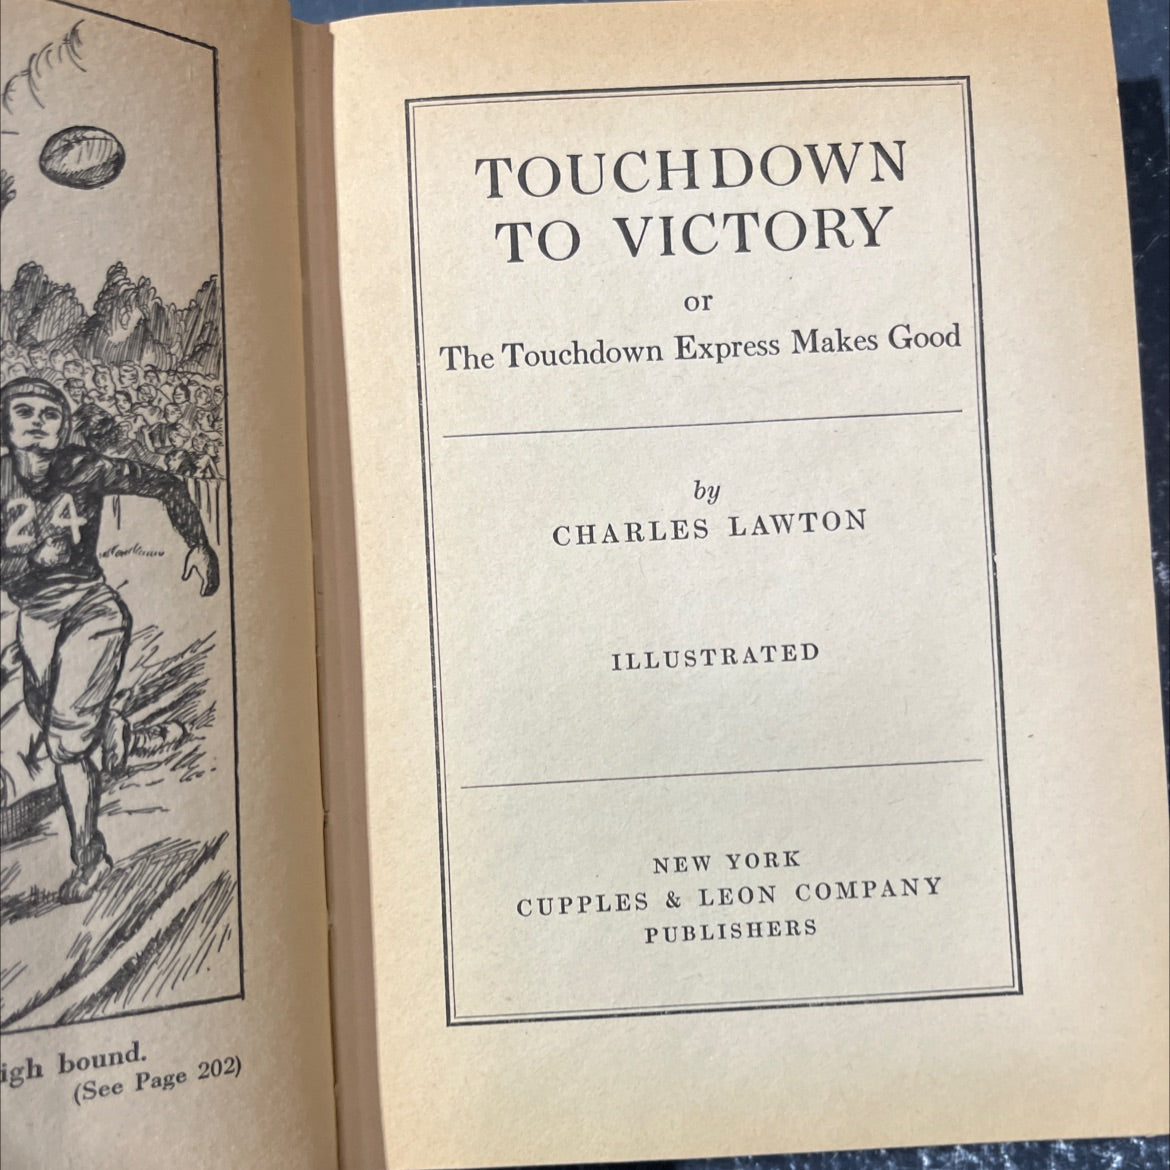 24
igh bound.
(See Page 202)
TOUCHDOWN
TO VICTORY
or
The Touchdown Express Makes Good
by
CHARLES LAWTON
ILLUSTRATED
NEW YORK
CUPPLES & LEON COMPANY
PUBLISHERS